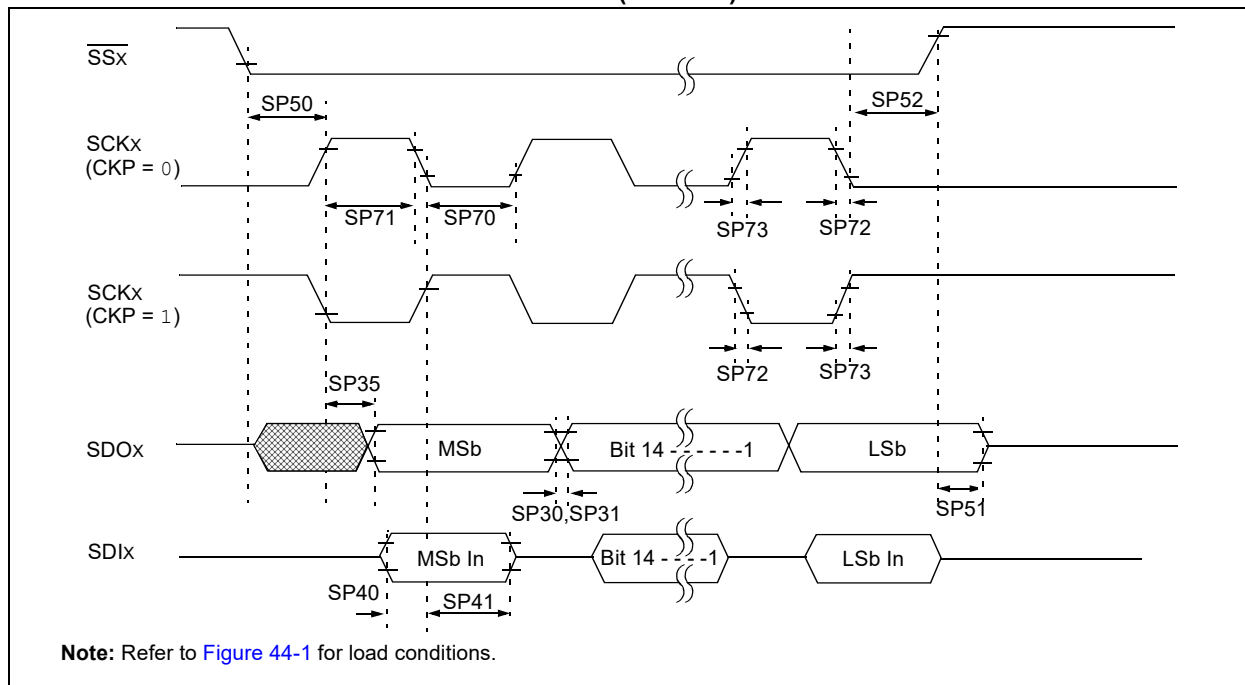 SSx
SP50
SP52
SCKx
(CKP = 0)
SP71
SP70
SP73
SP72
SCKx
(CKP = 1)
SP72
SP73
SP35
SDOx
MSb
Bit 14 - - - - - -1
LSb
SP30,SP31
SP51
SDIx
MSb In
Bit 14 - - - -1
LSb In
SP40
SP41
Note: Refer to Figure 44-1 for load conditions.